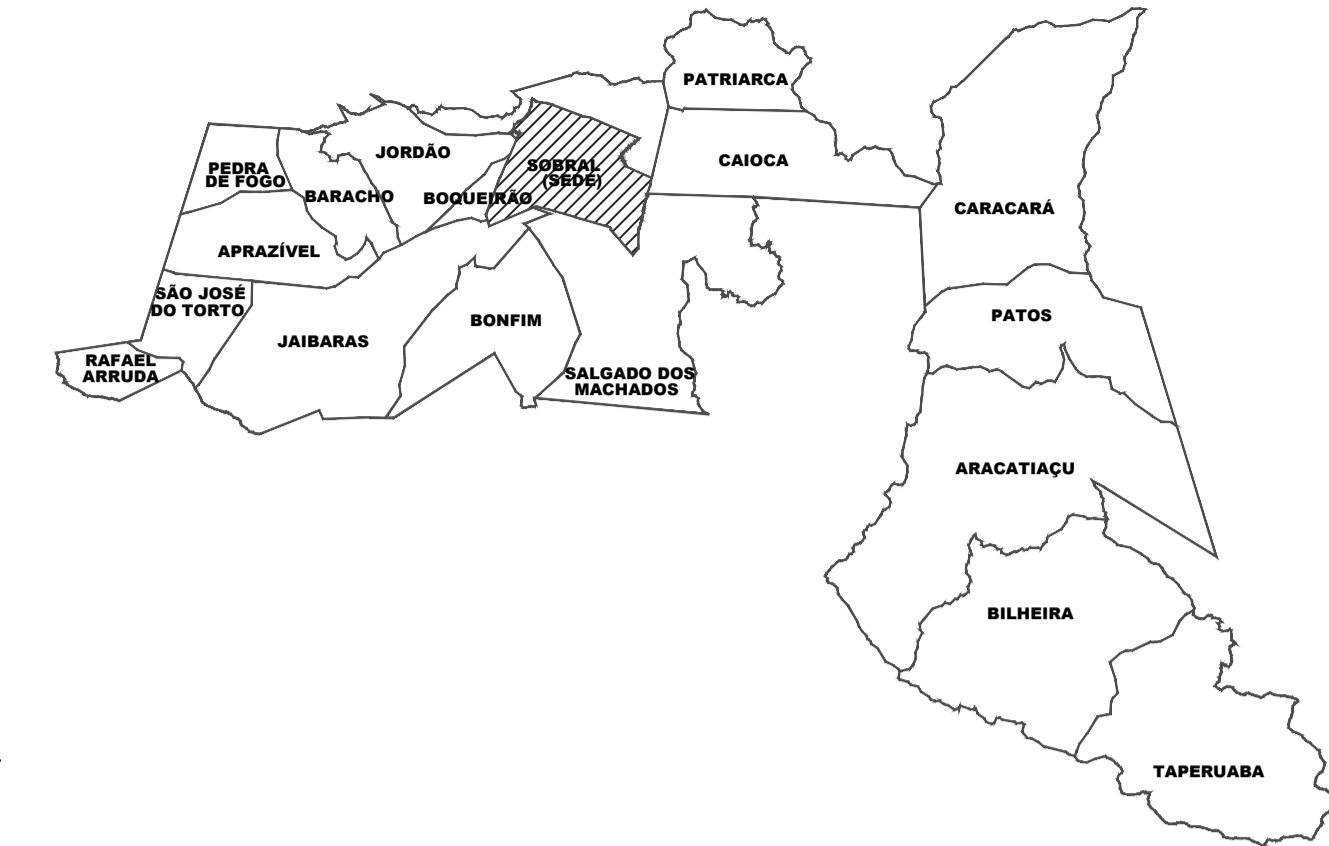 PATRIARCA
JORDÃO
CAIOCA
SOBRAL
(SEDE)
PEDRA
DE FOGO
BARACHO
BOQUEIRÃO
CARACARÁ
APRAZÍVEL
SÃO JOSÉ
DO TORTO
PATOS
BONFIM
JAIBARAS
RAFAEL
ARRUDA
SALGADO DOS
MACHADOS
ARACATIAÇU
BILHEIRA
TAPERUABA